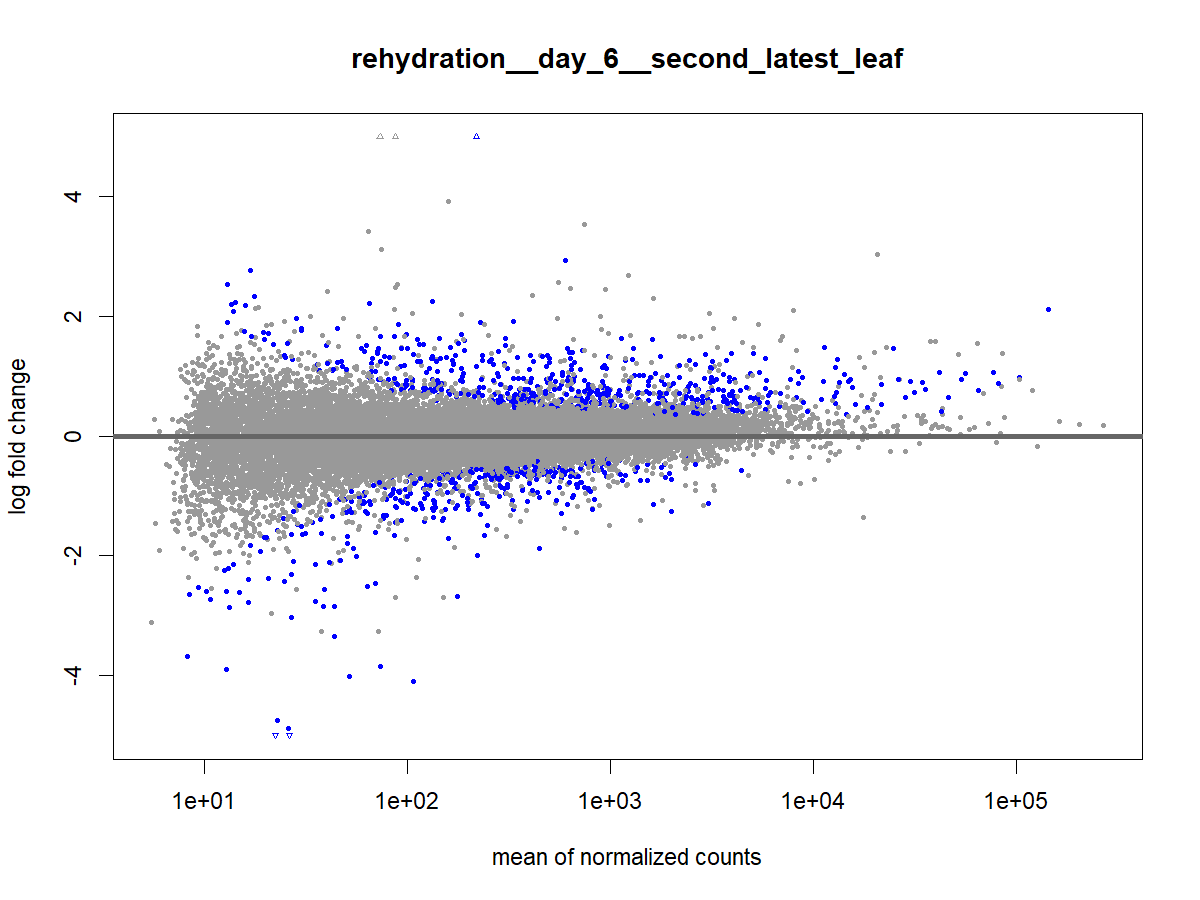 rehydration__day_6__second_latest_leaf
log fold change
4
2
0
-2
-4
1e+01 1e+02 1e+03 1e+04 1e+05
mean of normalized counts